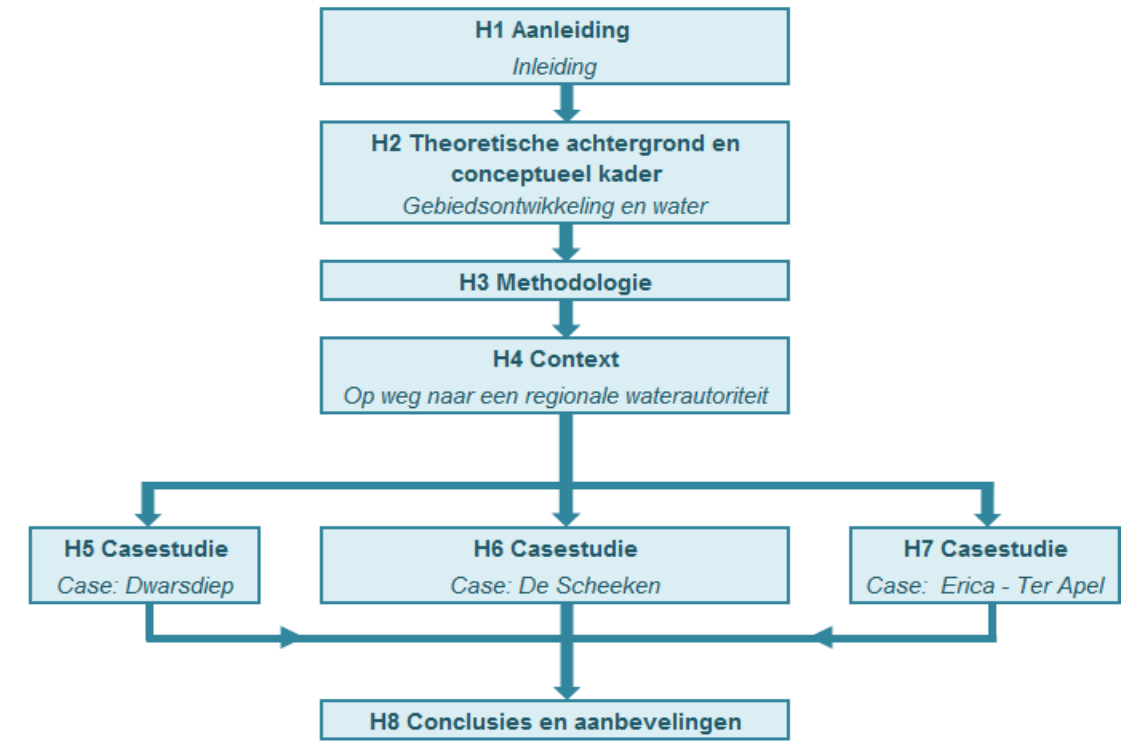 H1 Aanleiding
Inleiding
H2 Theoretische achtergrond en
conceptueel kader
Gebiedsontwikkeling en water
H3 Methodologie
H4 Context
Op weg naar een regionale waterautoriteit
H5 Casestudie
Case: Dwarsdiep
H6 Casestudie
Case: De Scheeken
H7 Casestudie
Case: Erica - Ter Apel
H8 Conclusies en aanbevelingen